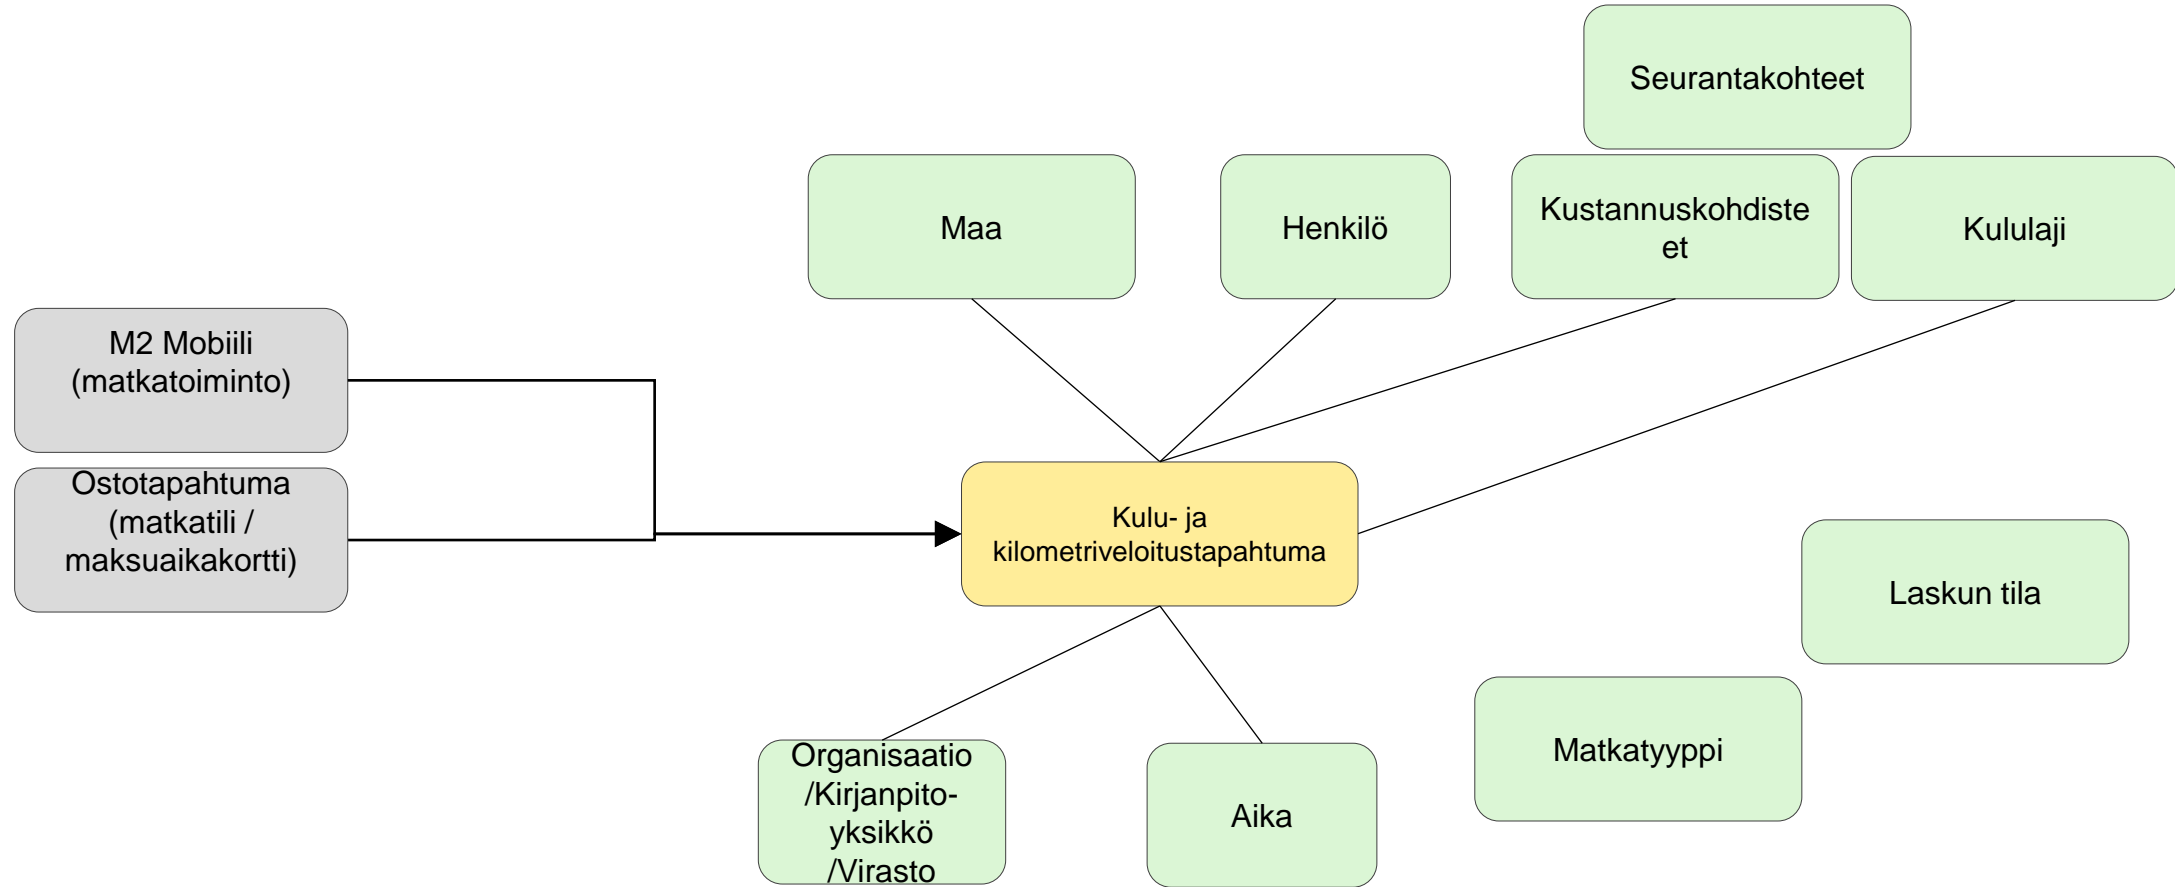 Seurantakohteet
Maa
Henkilö
Kustannuskohdiste
et
Kululaji
M2 Mobiili
(matkatoiminto)
Ostotapahtuma
(matkatili /
maksuaikakortti)
Kulu- ja
kilometriveloitustapahtuma
Laskun tila
Matkatyyppi
Organisaatio
/Kirjanpito-
yksikkö
/Virasto
Aika